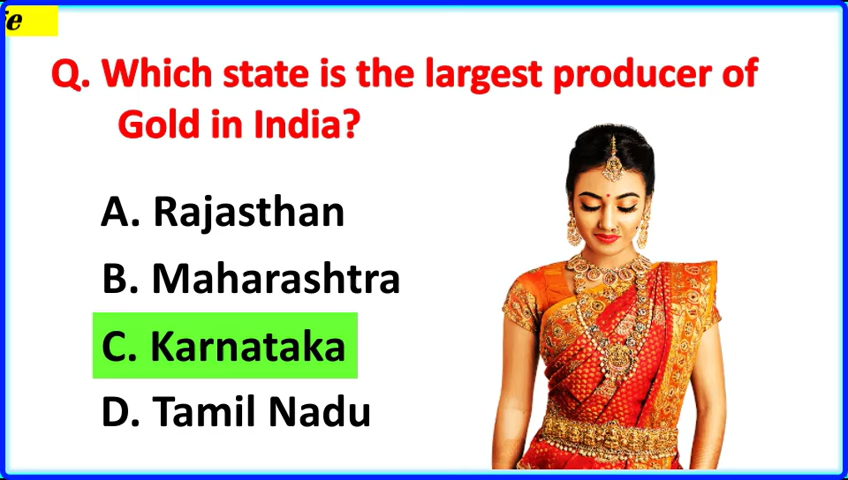 Q. Which state is the largest producer of
Gold in India?
A. Rajasthan
B. Maharashtra
C. Karnataka
D. Tamil Nadu